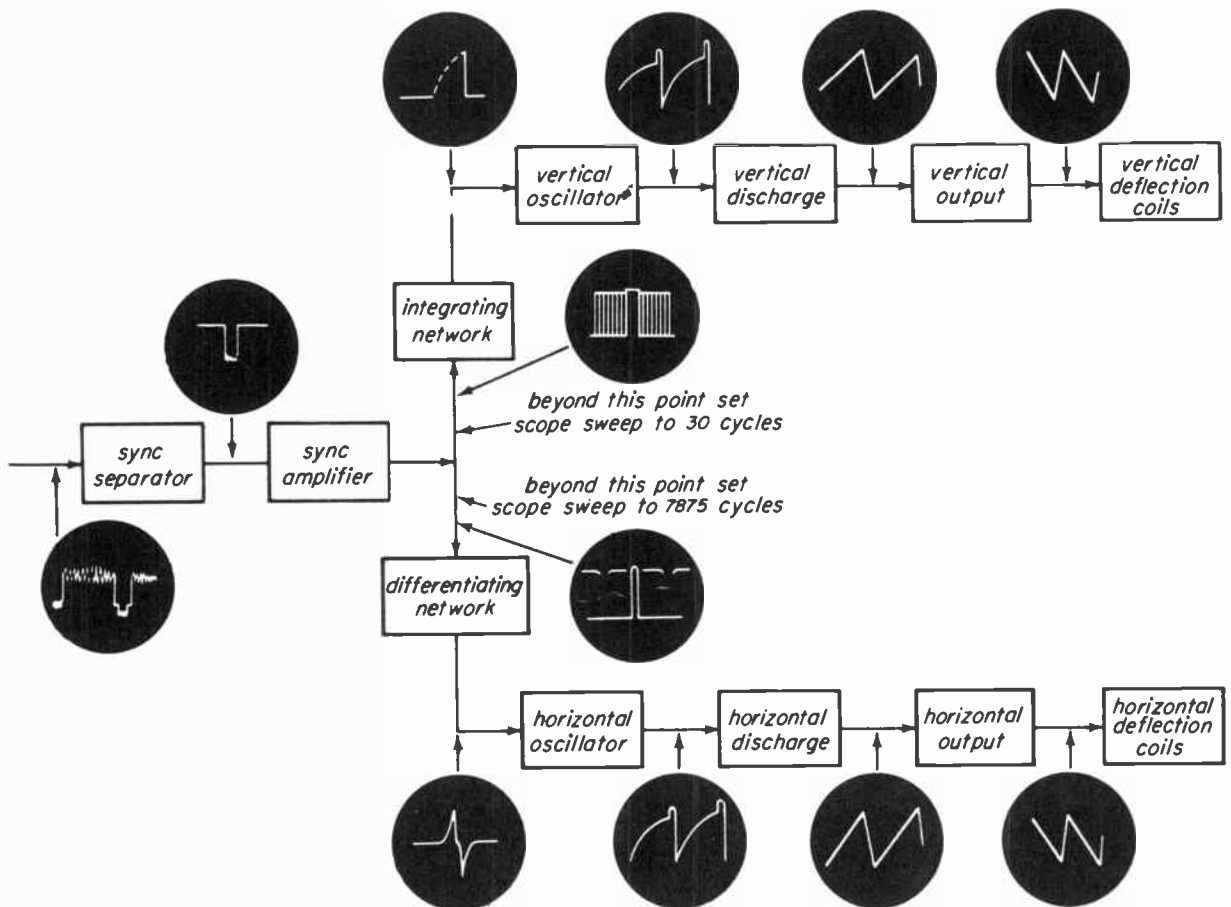 vertical
oscillator
vertical
discharge
vertical
output
vertical
deflection
coils
integrating
network
beyond this point set
scope sweep to 30 cycles
sync
separator
sync
amplifier
beyond this point set
scope sweep to 7875 cycles
differentiating
network
horizontal
oscillator
horizontal
discharge
horizontal
output
horizontal
deflection
coils